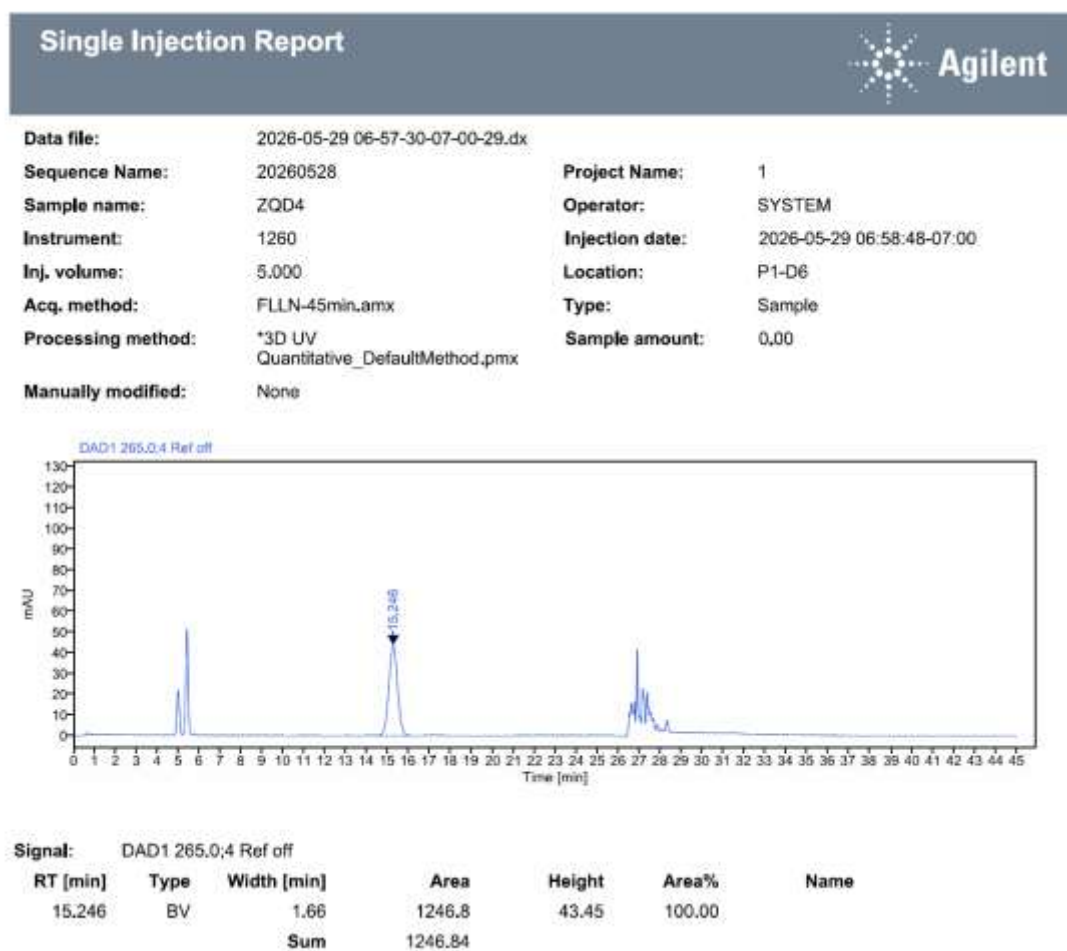 Single Injection Report
Agilent
Data file: 2026-05-29 06-57-30-07-00-29.dx
Sequence Name: 20260528 Project Name: 1
Sample name: ZQD4 Operator: SYSTEM
Instrument: 1260 Injection date: 2026-05-29 06:58:48-07:00
Inj. volume: 5.000 Location: P1-D6
Acq. method: FLLN-45min.amx Type: Sample
Processing method: *3D UV Sample amount: 0.00
Quantitative_DefaultMethod.pmx
Manually modified: None
DAD1 265.0;4 Ref off
130
120
110
100
90
80
70
60
50
40
30
20
10
0
mAU
15.246
0 1 2 3 4 5 6 7 8 9 10 11 12 13 14 15 16 17 18 19 20 21 22 23 24 25 26 27 28 29 30 31 32 33 34 35 36 37 38 39 40 41 42 43 44 45
Time [min]
Signal: DAD1 265.0;4 Ref off
RT [min] Type Width [min] Area Height Area% Name
15.246 BV 1.66 1246.8 43.45 100.00
Sum 1246.84